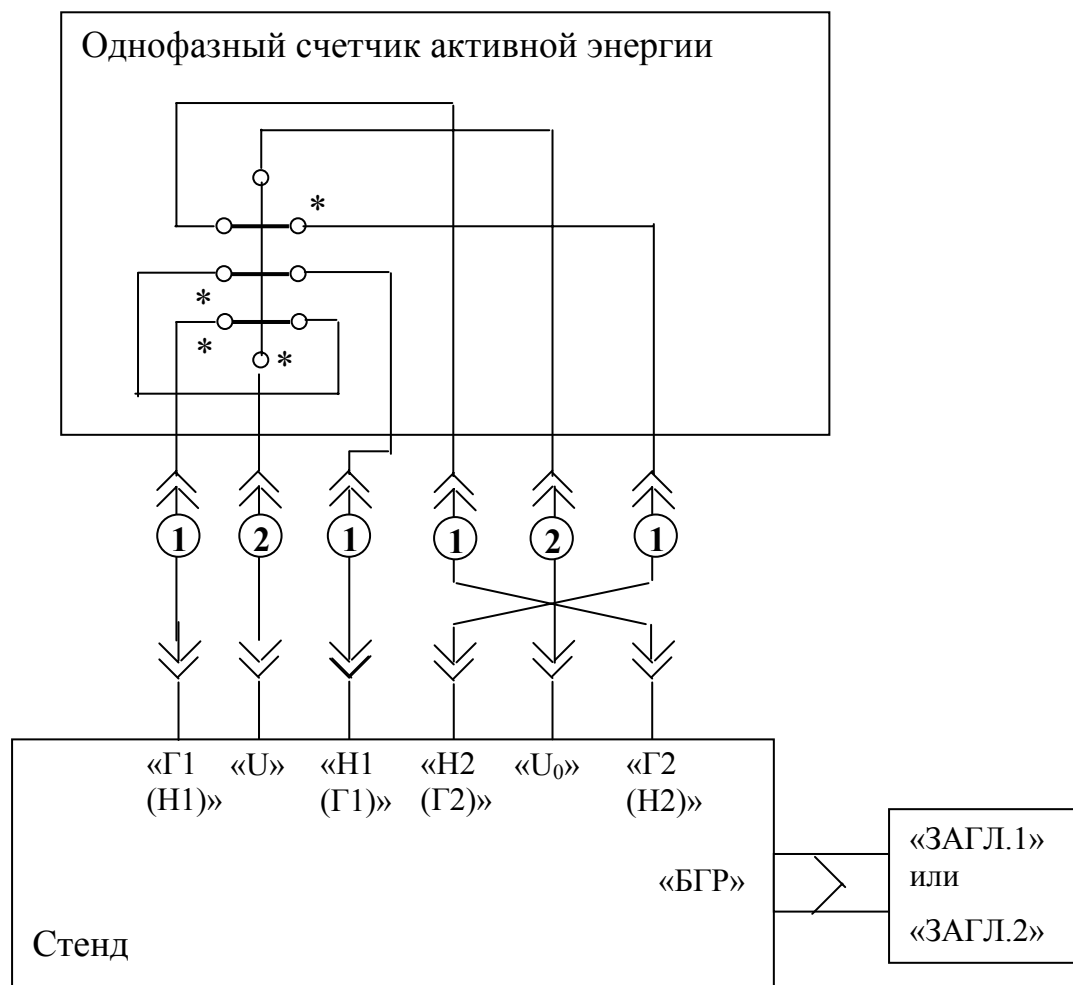 Однофазный счетчик активной энергии
*
*
*
*
1 2 1 1 2 1
«Г1 (Н1)»
«U»
«Н1 (Г1)»
«Н2 (Г2)»
«U₀»
«Г2 (Н2)»
«БГР»
«ЗАГЛ.1»
или
«ЗАГЛ.2»
Стенд